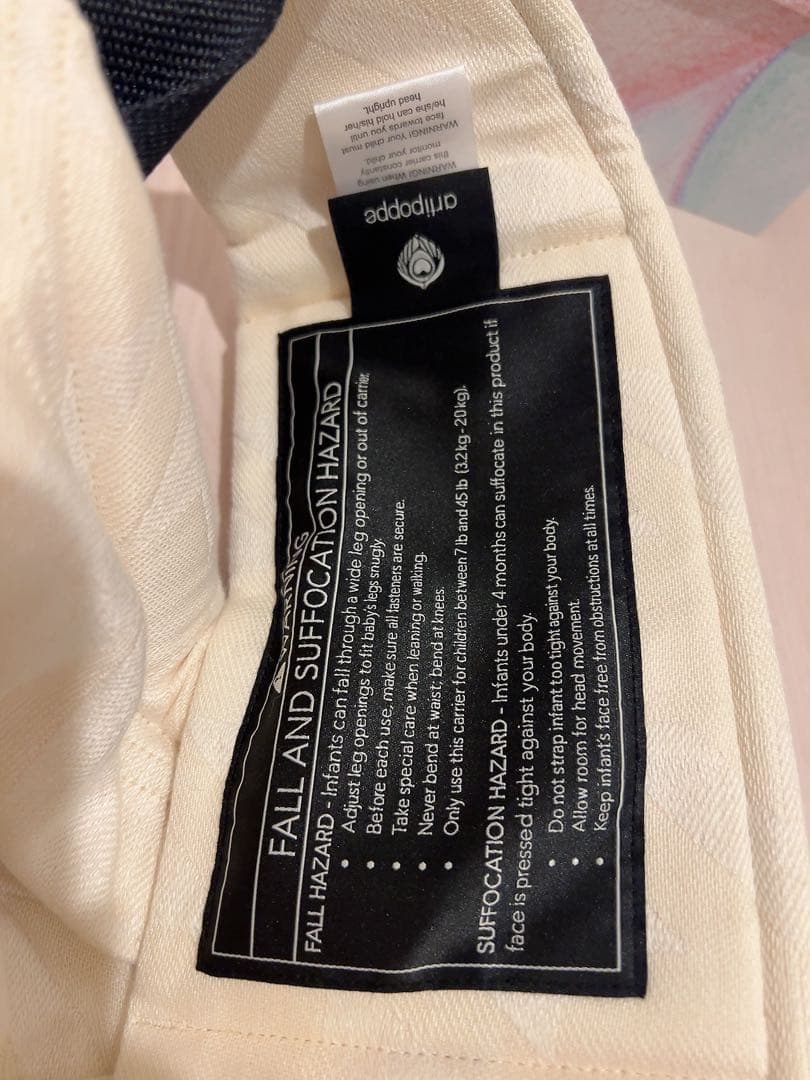 WARNING
FALL AND SUFFOCATION HAZARD
FALL HAZARD - Infants can fall through a wide leg opening or out of carrier.
• Adjust leg openings to fit baby's legs snugly.
• Before each use, make sure all fasteners are secure.
• Take special care when leaning or walking.
• Never bend at waist; bend at knees.
• Only use this carrier for children between 7 lb and 45 lb (3.2 kg - 20 kg).
SUFFOCATION HAZARD - Infants under 4 months can suffocate in this product if
face is pressed tight against your body.
• Do not strap infant too tight against your body.
• Allow room for head movement.
• Keep infant's face free from obstructions at all times.
artipoppe
WARNING! When using
this carrier constantly
monitor your child.
WARNING! Your child must
face towards you until
he/she can hold his/her
head upright.